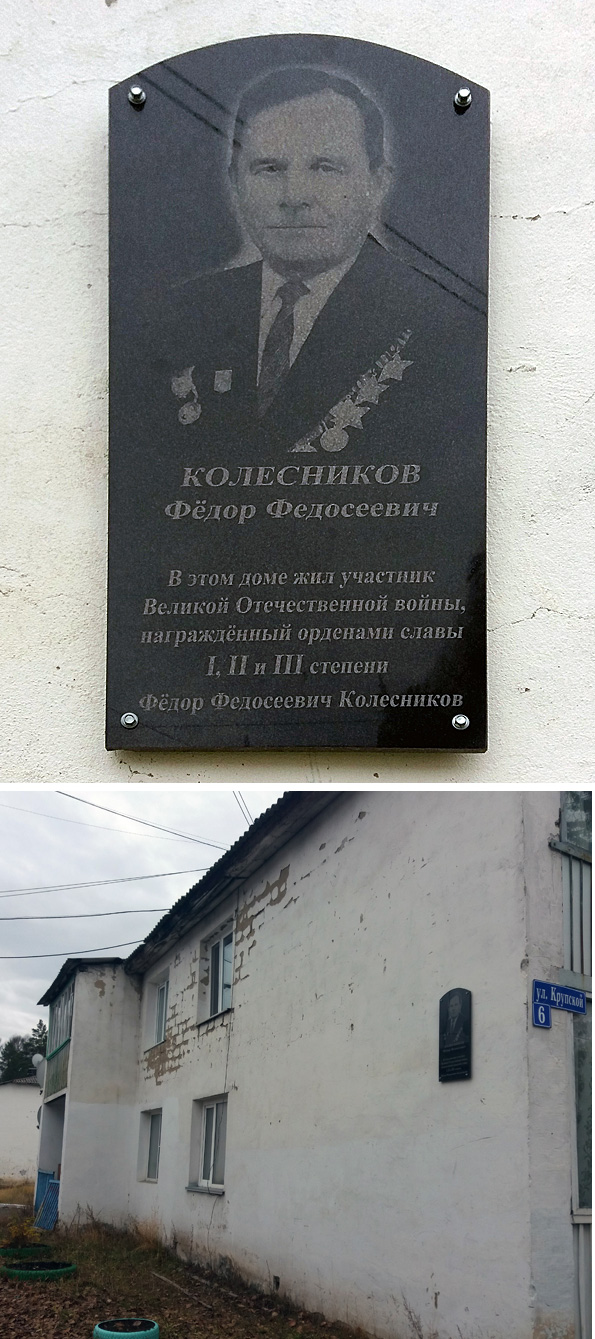 КОЛЕСНИКОВ
Фёдор Федосеевич
В этом доме жил участник
Великой Отечественной войны,
награждённый орденами славы
I, II и III степени
Фёдор Федосеевич Колесников
ул. Крупской
6